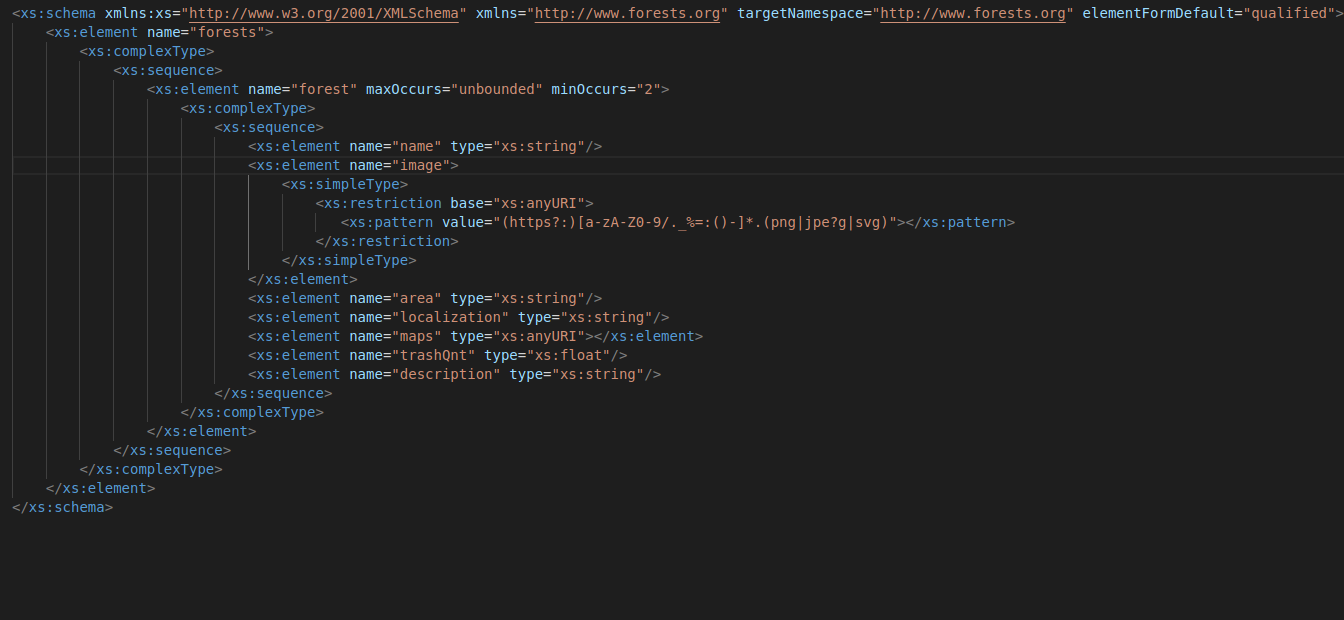 <xs:schema xmlns:xs="http://www.w3.org/2001/XMLSchema" xmlns="http://www.forests.org" targetNamespace="http://www.forests.org" elementFormDefault="qualified">
    <xs:element name="forests">
        <xs:complexType>
            <xs:sequence>
                <xs:element name="forest" maxOccurs="unbounded" minOccurs="2">
                    <xs:complexType>
                        <xs:sequence>
                            <xs:element name="name" type="xs:string"/>
                            <xs:element name="image">
                                <xs:simpleType>
                                    <xs:restriction base="xs:anyURI">
                                       <xs:pattern value="(https?:)[a-zA-Z0-9/._%=:()-]*.(png|jpe?g|svg)"></xs:pattern>
                                    </xs:restriction>
                                </xs:simpleType>
                            </xs:element>
                            <xs:element name="area" type="xs:string"/>
                            <xs:element name="localization" type="xs:string"/>
                            <xs:element name="maps" type="xs:anyURI"></xs:element>
                            <xs:element name="trashQnt" type="xs:float"/>
                            <xs:element name="description" type="xs:string"/>
                        </xs:sequence>
                    </xs:complexType>
                </xs:element>
            </xs:sequence>
        </xs:complexType>
    </xs:element>
</xs:schema>